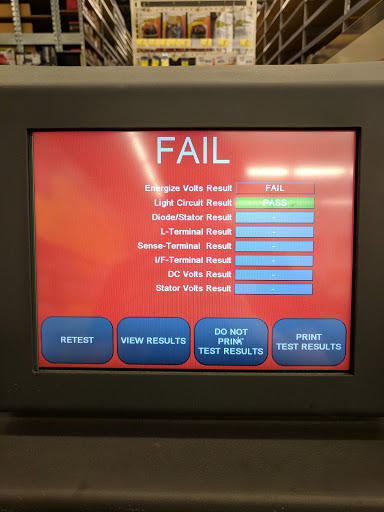 FAIL
Energize Volts Result FAIL
Light Circuit Result PASS
Diode/Stator Result -
L-Terminal Result -
Sense-Terminal Result -
I/F-Terminal Result -
DC Volts Result -
Stator Volts Result -
RETEST
VIEW RESULTS
DO NOT
PRINT
TEST RESULTS
PRINT
TEST RESULTS